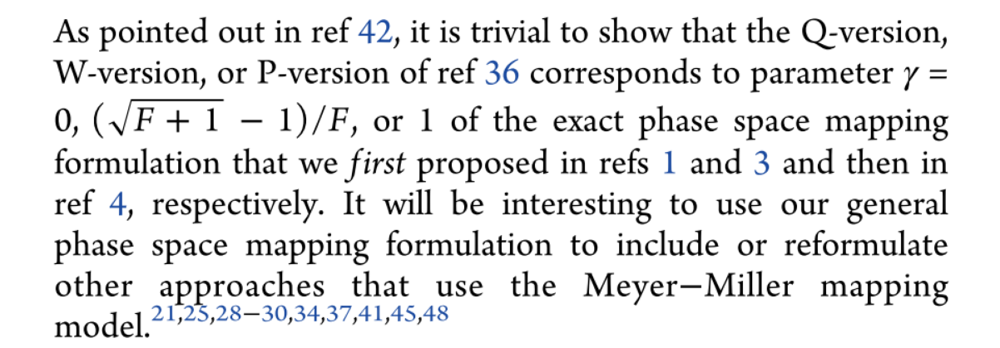 As pointed out in ref 42, it is trivial to show that the Q-version,
W-version, or P-version of ref 36 corresponds to parameter γ =
0, (√F + 1 − 1)/F, or 1 of the exact phase space mapping
formulation that we first proposed in refs 1 and 3 and then in
ref 4, respectively. It will be interesting to use our general
phase space mapping formulation to include or reformulate
other approaches that use the Meyer−Miller mapping
model.21,25,28−30,34,37,41,45,48